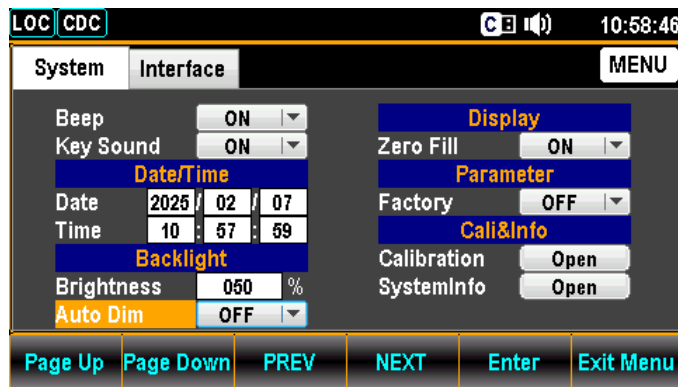 LOC CDC C 10:58:46
System Interface MENU
Beep ON
Key Sound ON
Date/Time
Date 2025 / 02 / 07
Time 10 : 57 : 59
Backlight
Brightness 050 %
Auto Dim OFF
Display
Zero Fill ON
Parameter
Factory OFF
Cali&Info
Calibration Open
SystemInfo Open
Page Up Page Down PREV NEXT Enter Exit Menu